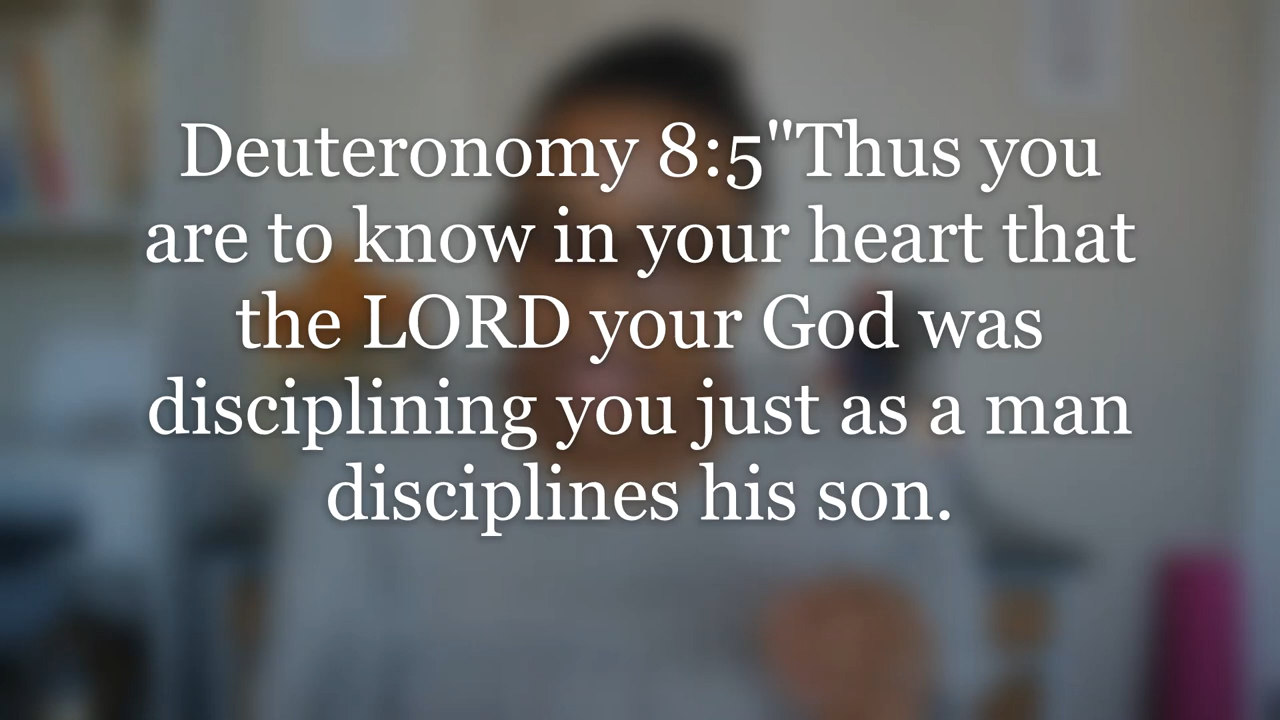 Deuteronomy 8:5"Thus you
are to know in your heart that
the LORD your God was
disciplining you just as a man
disciplines his son.